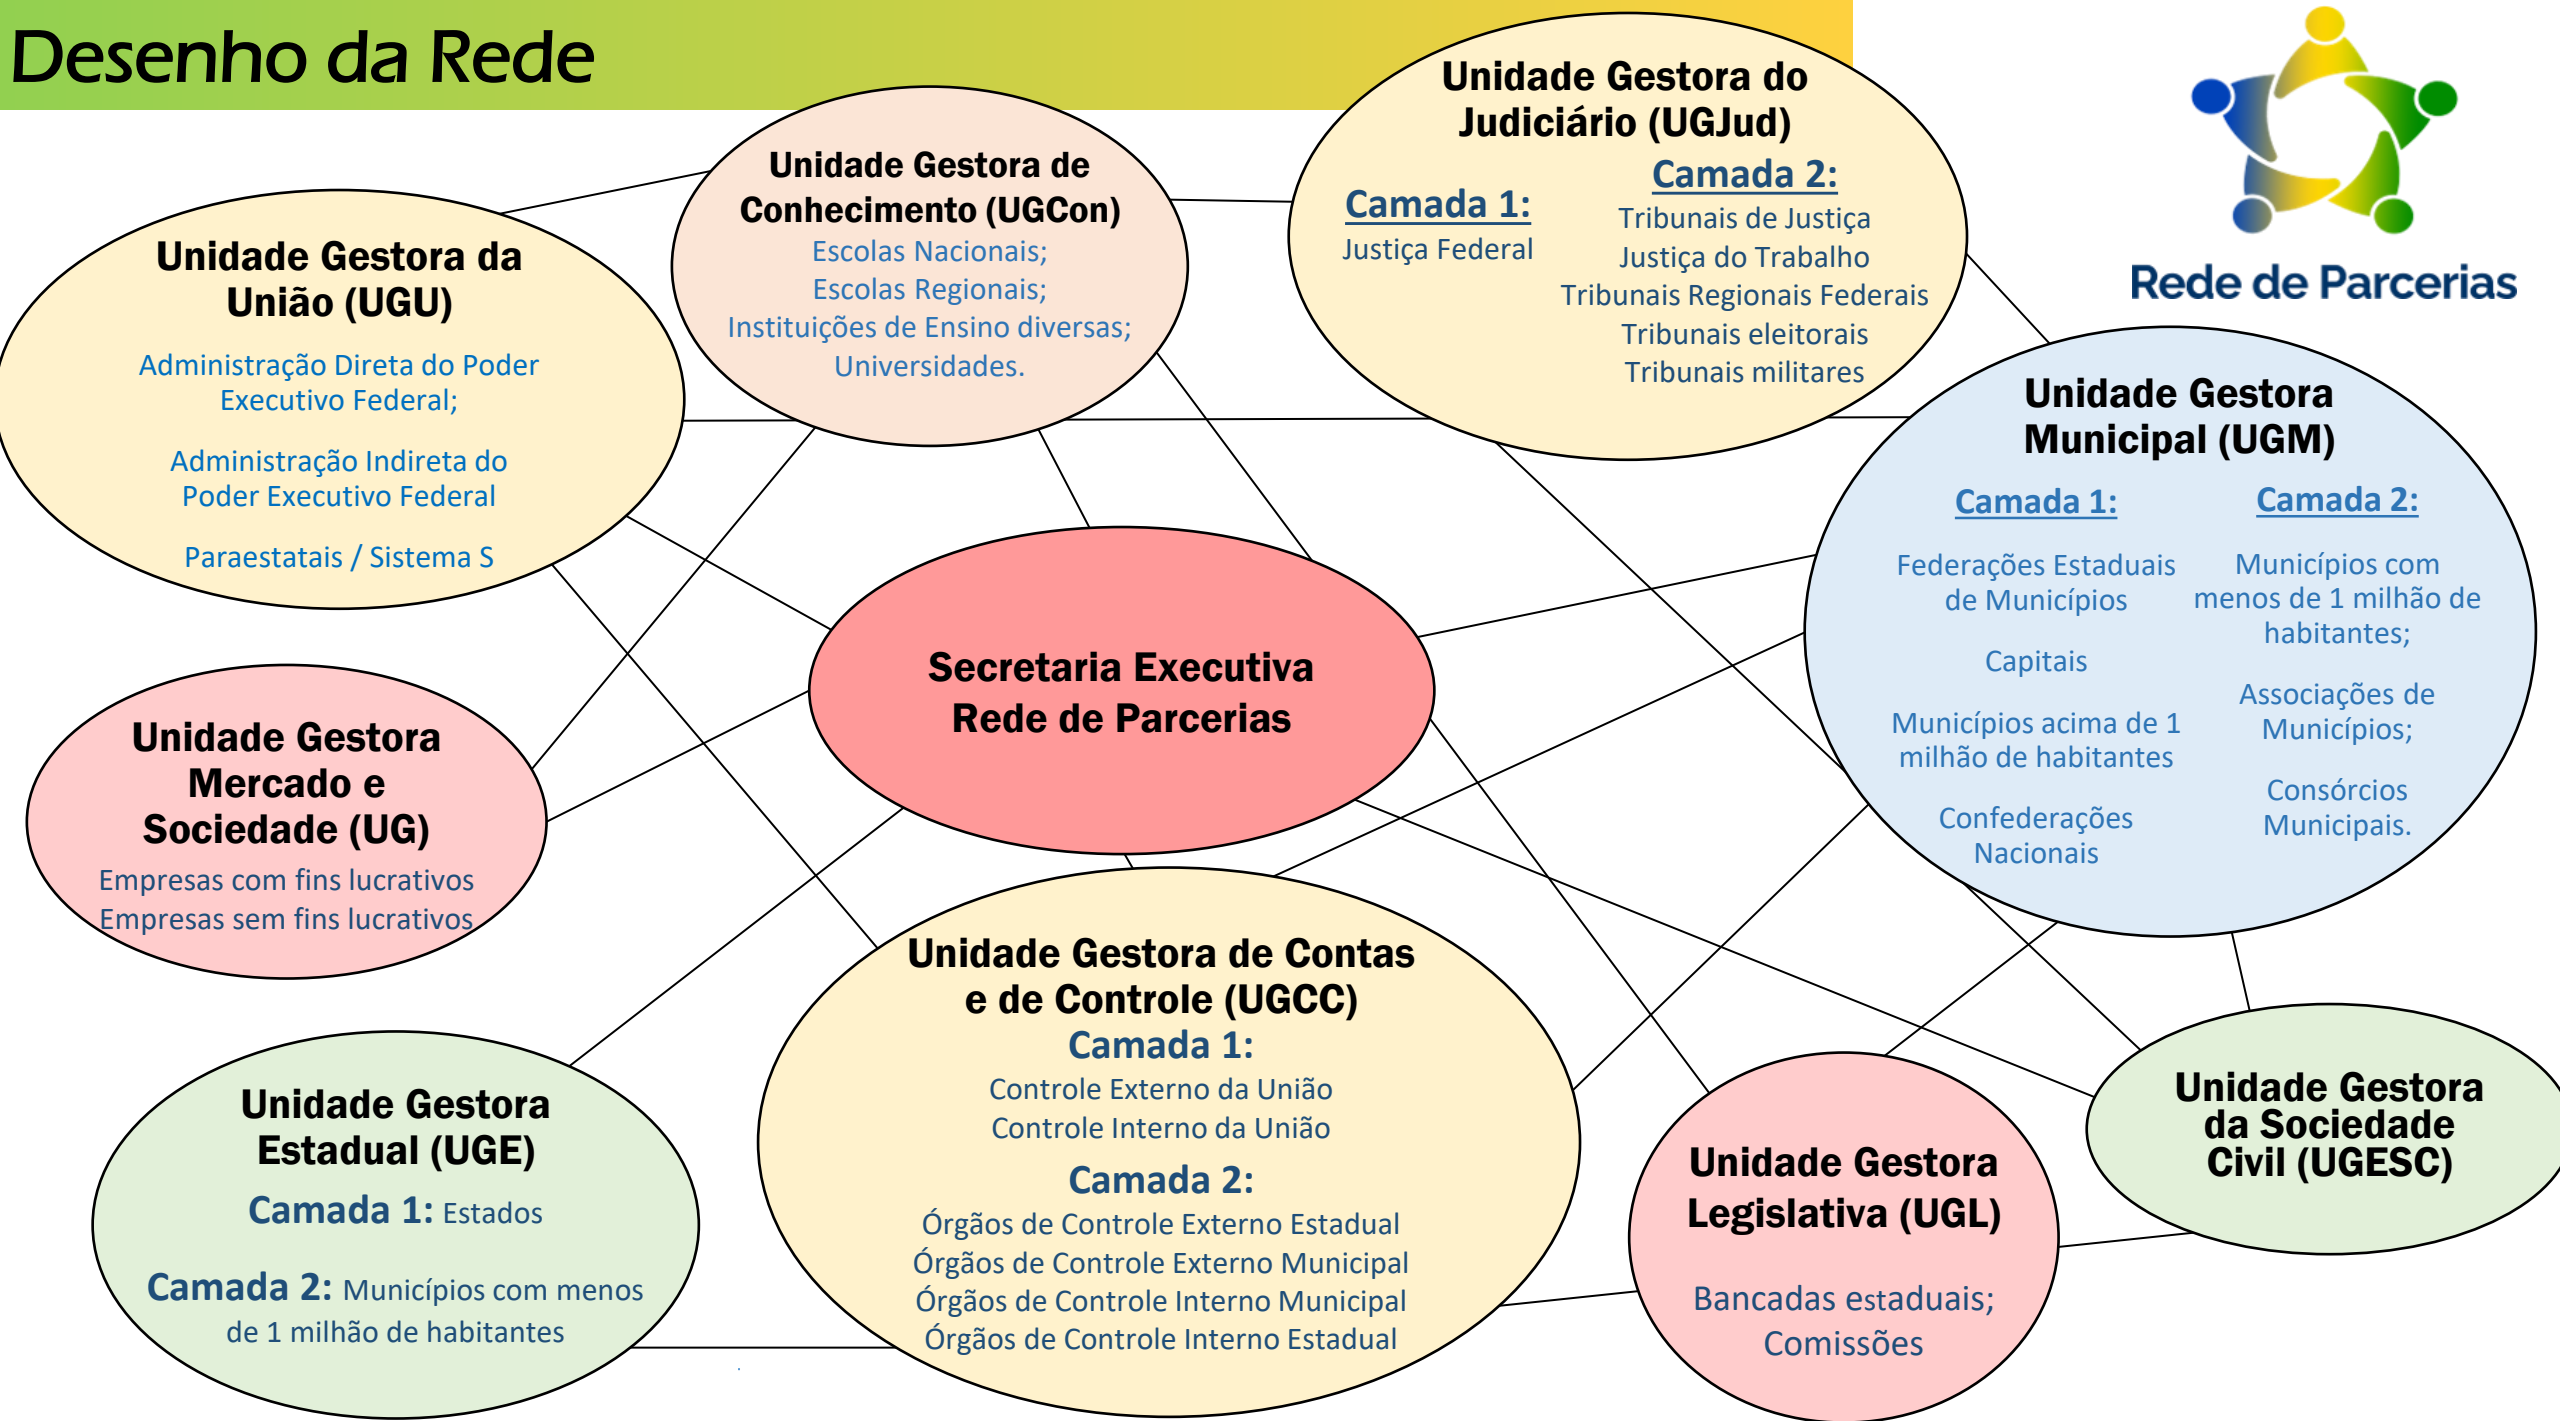 Desenho da Rede
Rede de Parcerias
Unidade Gestora da
União (UGU)
Administração Direta do Poder
Executivo Federal;
Administração Indireta do
Poder Executivo Federal
Paraestatais / Sistema S
Unidade Gestora de
Conhecimento (UGCon)
Escolas Nacionais;
Escolas Regionais;
Instituições de Ensino diversas;
Universidades.
Unidade Gestora do
Judiciário (UGJud)
Camada 1:
Justiça Federal
Camada 2:
Tribunais de Justiça
Justiça do Trabalho
Tribunais Regionais Federais
Tribunais eleitorais
Tribunais militares
Unidade Gestora
Municipal (UGM)
Camada 1:
Federações Estaduais
de Municípios
Capitais
Municípios acima de 1
milhão de habitantes
Confederações
Nacionais
Camada 2:
Municípios com
menos de 1 milhão de
habitantes;
Associações de
Municípios;
Consórcios
Municipais.
Secretaria Executiva
Rede de Parcerias
Unidade Gestora
Mercado e
Sociedade (UG)
Empresas com fins lucrativos
Empresas sem fins lucrativos
Unidade Gestora
Estadual (UGE)
Camada 1: Estados
Camada 2: Municípios com menos
de 1 milhão de habitantes
Unidade Gestora de Contas
e de Controle (UGCC)
Camada 1:
Controle Externo da União
Controle Interno da União
Camada 2:
Órgãos de Controle Externo Estadual
Órgãos de Controle Externo Municipal
Órgãos de Controle Interno Municipal
Órgãos de Controle Interno Estadual
Unidade Gestora
Legislativa (UGL)
Bancadas estaduais;
Comissões
Unidade Gestora
da Sociedade
Civil (UGESC)